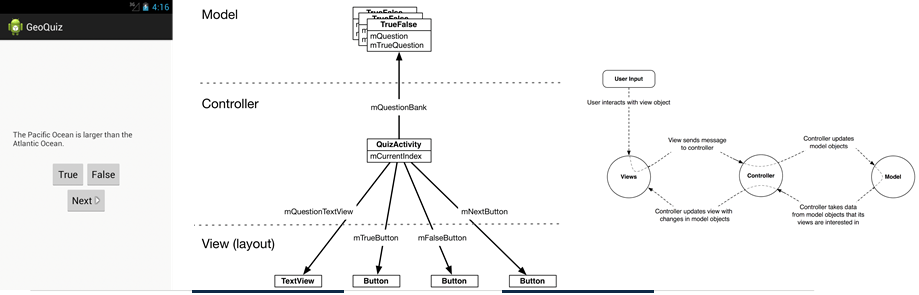 3G 4:16
GeoQuiz
The Pacific Ocean is larger than the
Atlantic Ocean.
True False
Next
Model
TrueFalse
TrueFalse
TrueFalse
mQuestion
mTrueQuestion
Controller
mQuestionBank
QuizActivity
mCurrentIndex
mQuestionTextView
mNextButton
mTrueButton
mFalseButton
View (layout)
TextView
Button
Button
Button
User Input
User interacts with view object
View sends message
to controller
Controller updates
model objects
Views
Controller
Model
Controller updates view with
changes in model objects
Controller takes data
from model objects that its
views are interested in